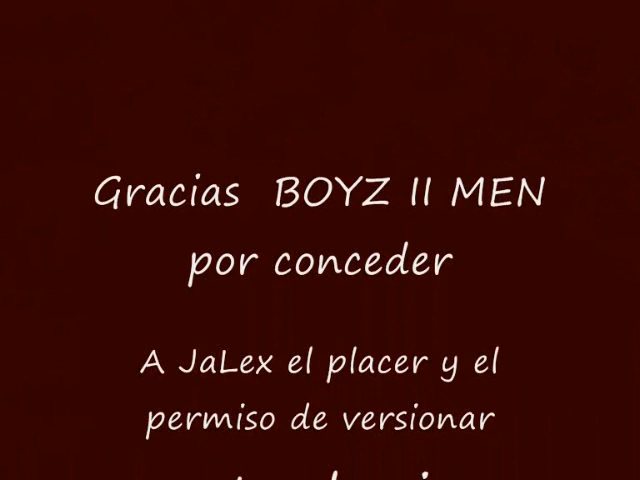 Gracias BOYZ II MEN
por conceder
A JaLex el placer y el
permiso de versionar